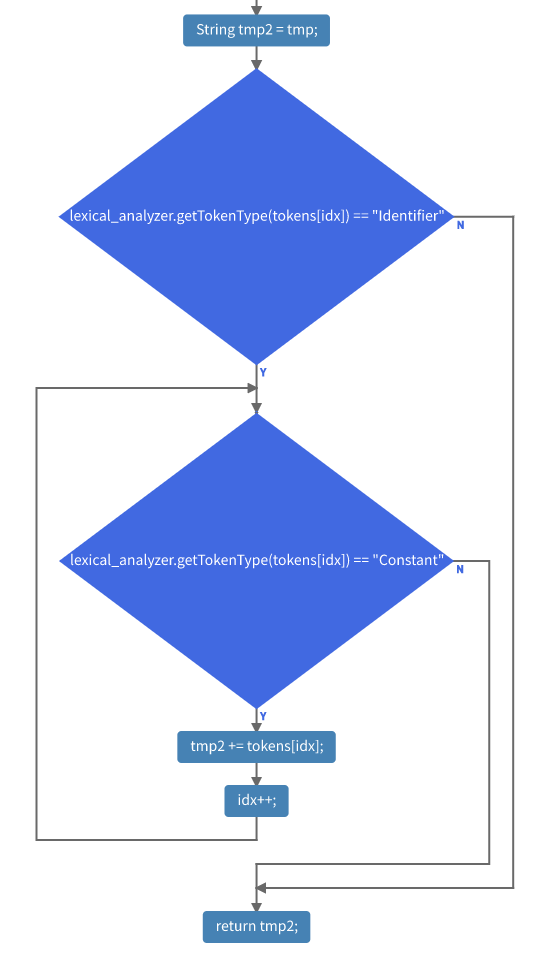 String tmp2 = tmp;
lexical_analyzer.getTokenType(tokens[idx]) == "Identifier"
N
Y
lexical_analyzer.getTokenType(tokens[idx]) == "Constant"
N
Y
tmp2 += tokens[idx];
idx++;
return tmp2;